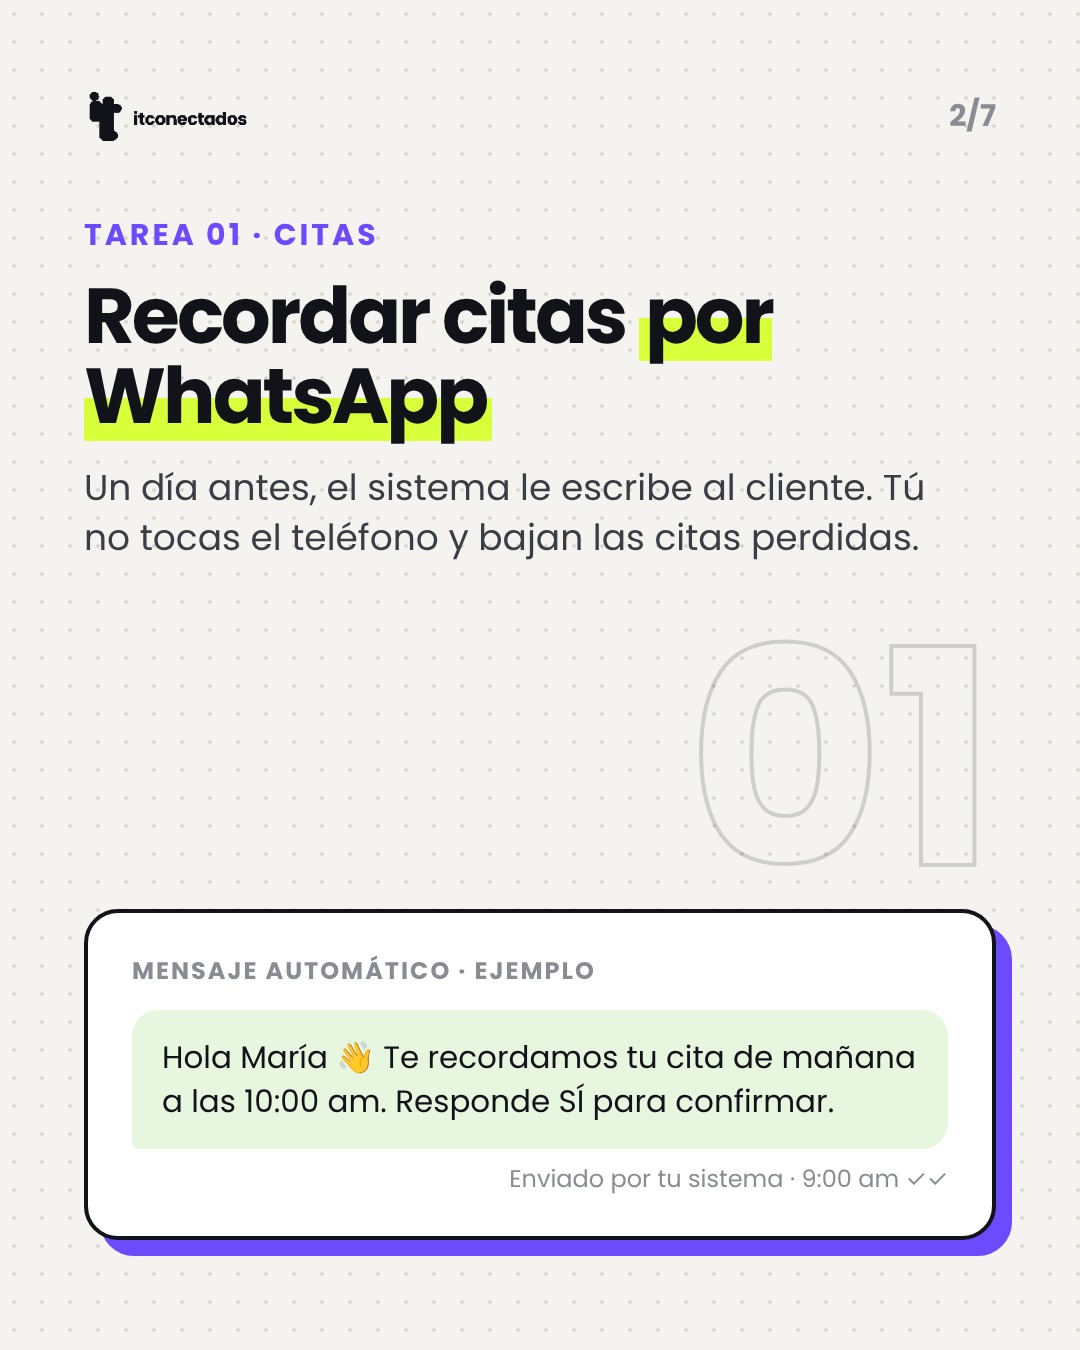 itconectados
2/7
TAREA 01 · CITAS
Recordar citas por
WhatsApp
Un día antes, el sistema le escribe al cliente. Tú
no tocas el teléfono y bajan las citas perdidas.
01
MENSAJE AUTOMÁTICO · EJEMPLO
Hola María 👋 Te recordamos tu cita de mañana
a las 10:00 am. Responde SÍ para confirmar.
Enviado por tu sistema · 9:00 am ✓✓